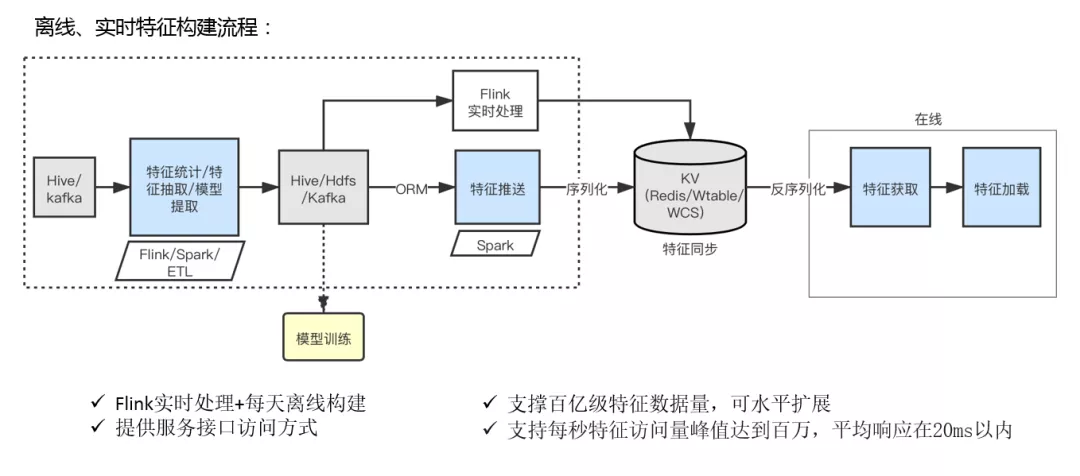 离线、实时特征构建流程：
Flink
实时处理
在线
Hive/
kafka
特征统计/特
征抽取/模型
提取
Hive/Hdfs
/Kafka
ORM
特征推送
序列化
KV
（Redis/Wtable/
WCS）
反序列化
特征获取
特征加载
Flink/Spark/
ETL
Spark
特征同步
模型训练
✓ Flink实时处理+每天离线构建
✓ 提供服务接口访问方式
✓ 支撑百亿级特征数据量，可水平扩展
✓ 支持每秒特征访问量峰值达到百万，平均响应在20ms以内